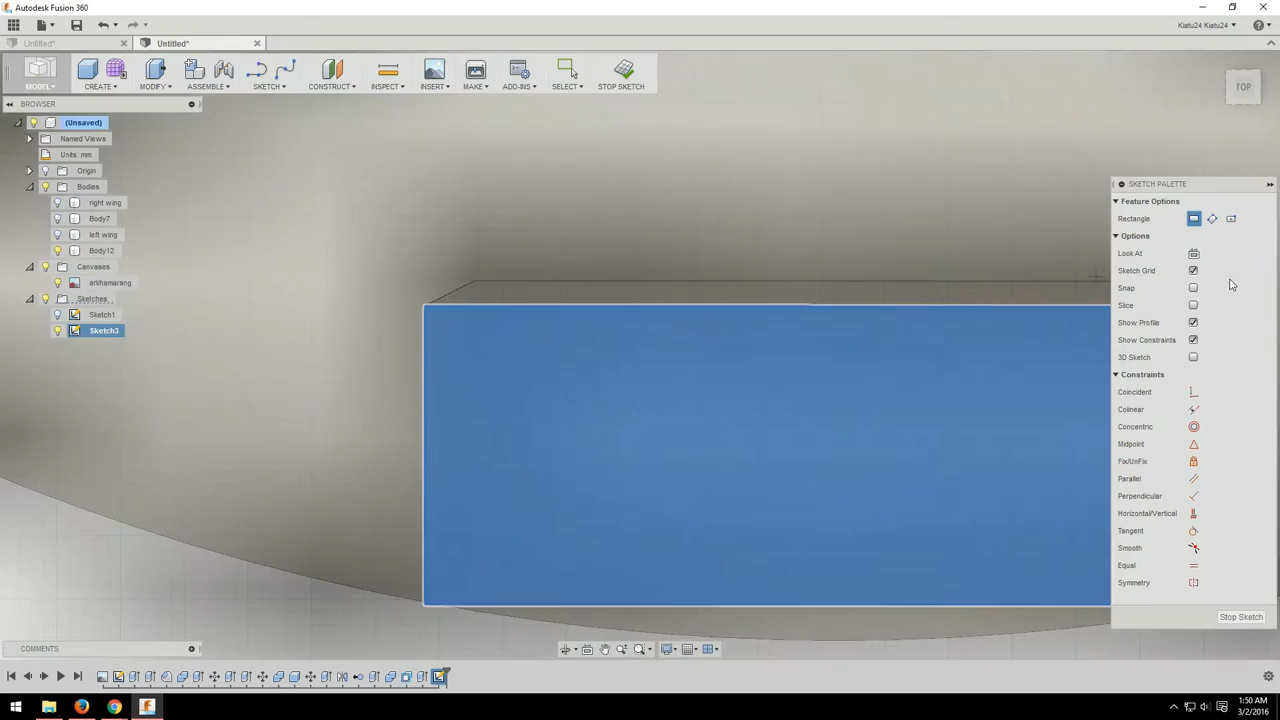 Autodesk Fusion 360
Kiatu24 Kiatu24
Untitled*
Untitled*
MODEL
CREATE
MODIFY
ASSEMBLE
SKETCH
CONSTRUCT
INSPECT
INSERT
MAKE
ADD-INS
SELECT
STOP SKETCH
TOP
BROWSER
(Unsaved)
Named Views
Units: mm
Origin
Bodies
right wing
Body7
left wing
Body12
Canvases
arkhamarang
Sketches
Sketch1
Sketch3
SKETCH PALETTE
Feature Options
Rectangle
Options
Look At
Sketch Grid
Snap
Slice
Show Profile
Show Constraints
3D Sketch
Constraints
Coincident
Colinear
Concentric
Midpoint
Fix/UnFix
Parallel
Perpendicular
Horizontal/Vertical
Tangent
Smooth
Equal
Symmetry
Stop Sketch
COMMENTS
1:50 AM
3/2/2016